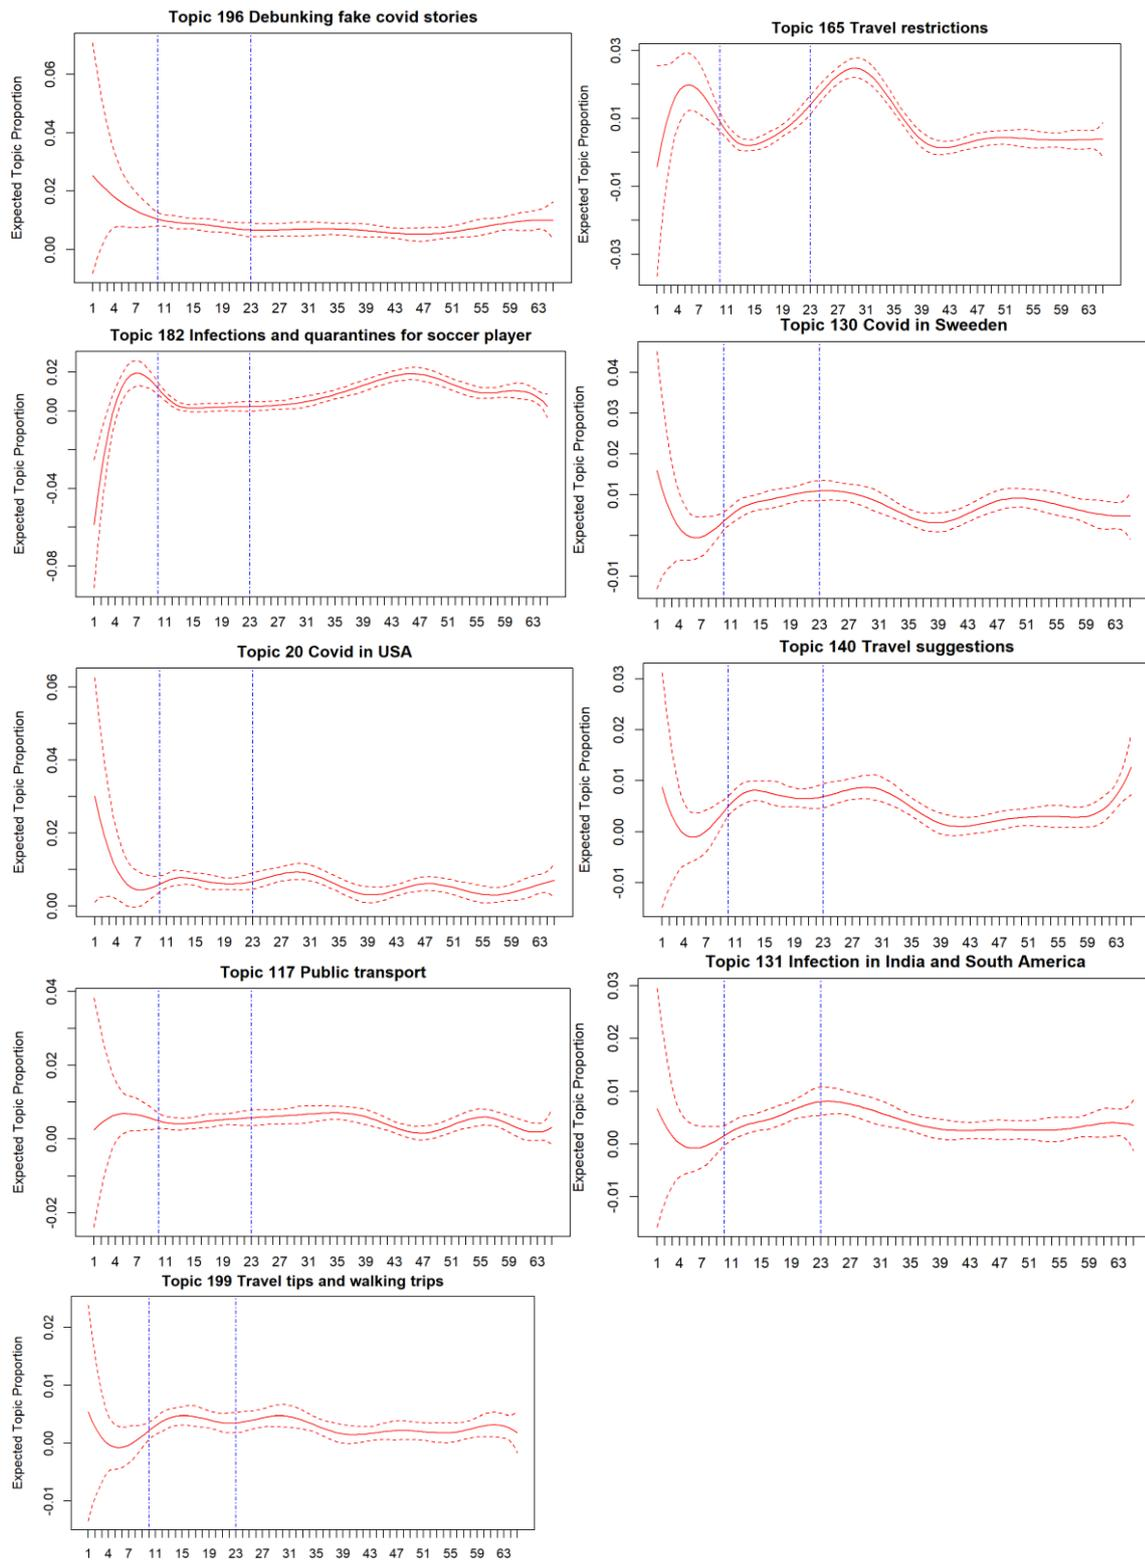 Topic 196 Debunking fake covid stories
Expected Topic Proportion
0.06
0.04
0.02
0.00
1 4 7 11 15 19 23 27 31 35 39 43 47 51 55 59 63
Topic 165 Travel restrictions
Expected Topic Proportion
0.03
0.01
-0.01
-0.03
1 4 7 11 15 19 23 27 31 35 39 43 47 51 55 59 63
Topic 182 Infections and quarantines for soccer player
Expected Topic Proportion
0.02
0.00
-0.04
-0.08
1 4 7 11 15 19 23 27 31 35 39 43 47 51 55 59 63
Topic 130 Covid in Sweeden
Expected Topic Proportion
0.04
0.03
0.02
0.01
-0.01
1 4 7 11 15 19 23 27 31 35 39 43 47 51 55 59 63
Topic 20 Covid in USA
Expected Topic Proportion
0.06
0.04
0.02
0.00
1 4 7 11 15 19 23 27 31 35 39 43 47 51 55 59 63
Topic 140 Travel suggestions
Expected Topic Proportion
0.03
0.02
0.01
0.00
-0.01
1 4 7 11 15 19 23 27 31 35 39 43 47 51 55 59 63
Topic 117 Public transport
Expected Topic Proportion
0.04
0.02
0.00
-0.02
1 4 7 11 15 19 23 27 31 35 39 43 47 51 55 59 63
Topic 131 Infection in India and South America
Expected Topic Proportion
0.03
0.02
0.01
0.00
-0.01
1 4 7 11 15 19 23 27 31 35 39 43 47 51 55 59 63
Topic 199 Travel tips and walking trips
Expected Topic Proportion
0.02
0.01
0.00
-0.01
1 4 7 11 15 19 23 27 31 35 39 43 47 51 55 59 63